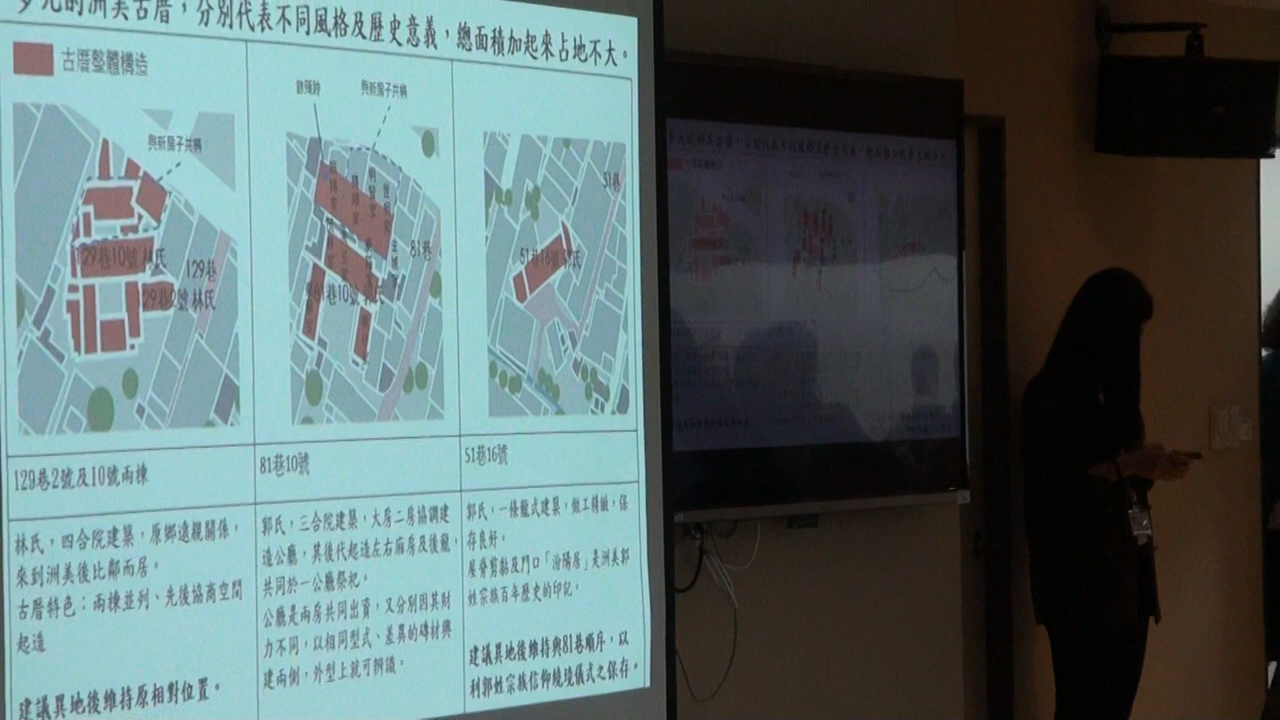 多元的洲美古厝，分別代表不同風格及歷史意義，總面積加起來占地不大。
古厝整體構造
與新房子共構
129巷10號 林氏
129巷
129巷2號 林氏
與新房子共構
81巷
81巷10號 郭氏
51巷
51巷16號 郭氏
129巷2號及10號兩棟
81巷10號
51巷16號
林氏，四合院建築，原鄉遠親關係，
來到洲美後比鄰而居。
古厝特色：兩棟並列、先後協商空間
起造
建議異地後維持原相對位置。
郭氏，三合院建築，大房二房協調建
造公廳，其後代起造左右廂房及後龍，
共同於一公廳祭祀。
公廳是兩房共同出資，又分別因其財
力不同，以相同型式、差異的磚材興
建兩側，外型上就可辨識。
郭氏，一條龍式建築，做工精緻，保
存良好。
屋脊剪黏及門口「汾陽居」是洲美郭
姓宗族百年歷史的印記。
建議異地後維持與81巷順序，以
利郭姓宗族信仰繞境儀式之保存。